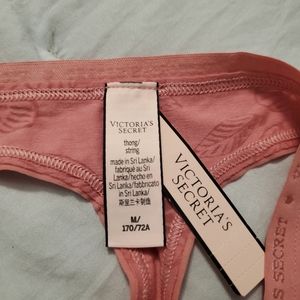 VICTORIA'S
SECRET
thong/
string
made in Sri Lanka/
fabriqué au Sri
Lanka/hecho en
Sri Lanka/fabbricato
in Sri Lanka/
斯里兰卡制造
M/
170/72A
VICTORIA'S
SECRET
SECRET